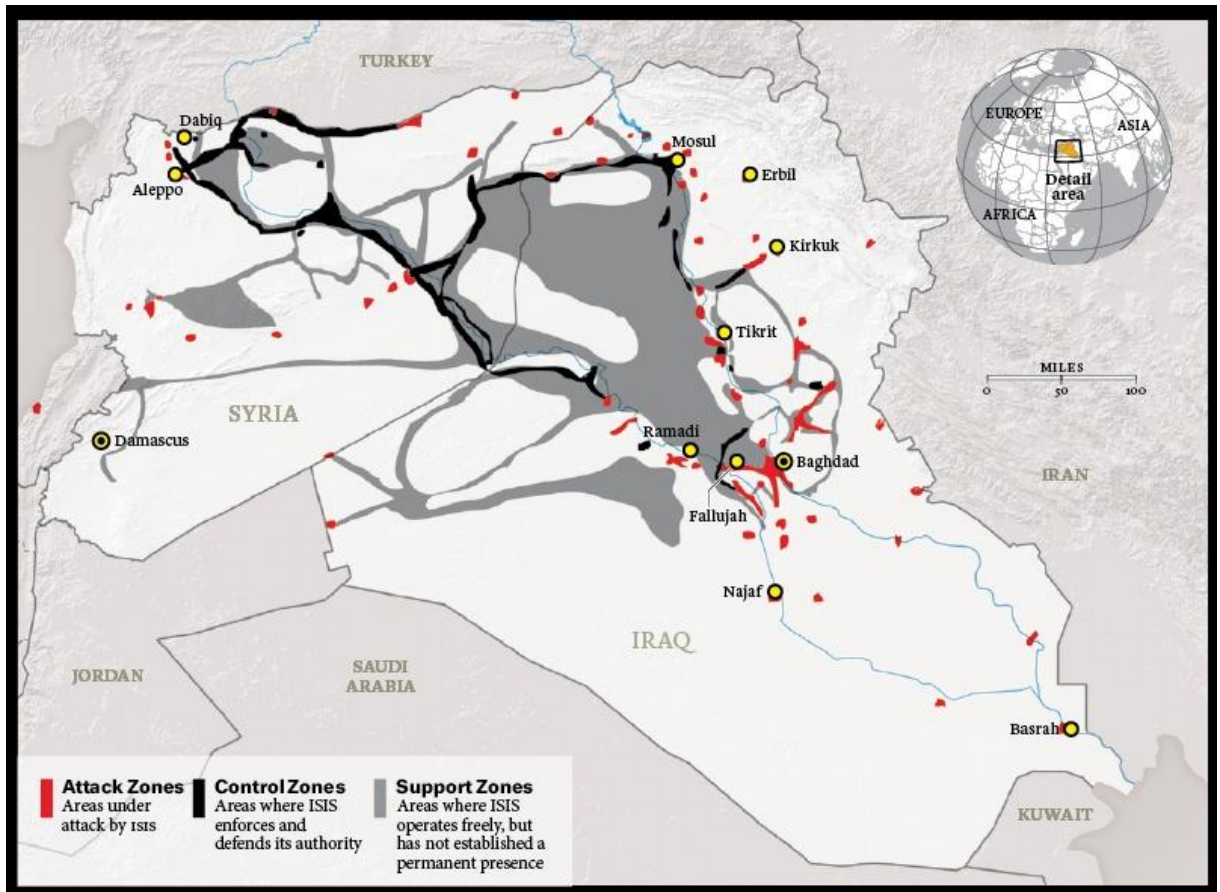 TURKEY
Dabiq
Aleppo
Mosul
Erbil
Kirkuk
Tikrit
EUROPE
ASIA
Detail
area
AFRICA
MILES
0 50 100
SYRIA
Damascus
Ramadi
Baghdad
Fallujah
IRAN
Najaf
IRAQ
JORDAN
SAUDI
ARABIA
Basrah
KUWAIT
Attack Zones
Areas under
attack by ISIS
Control Zones
Areas where ISIS
enforces and
defends its authority
Support Zones
Areas where ISIS
operates freely, but
has not established a
permanent presence